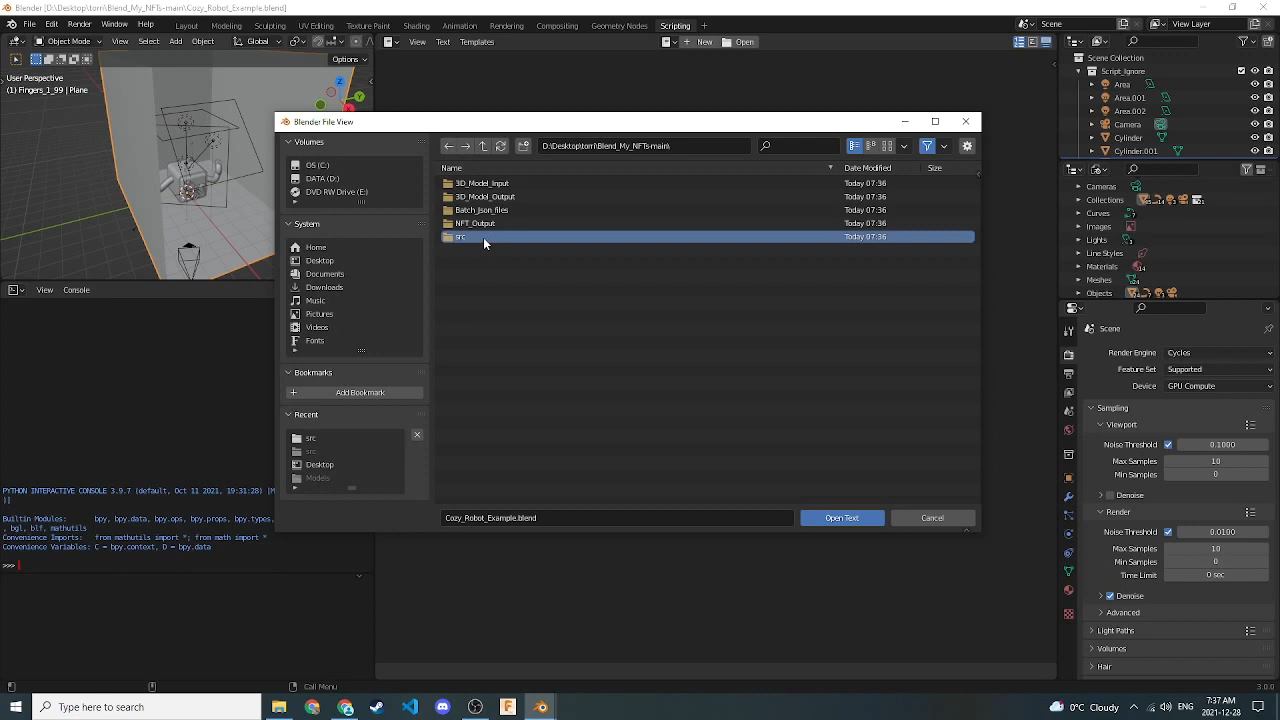 Blender [D:\Desktop\torri\Blend_My_NFTs-main\Cozy_Robot_Example.blend]
File Edit Render Window Help Layout Modeling Sculpting UV Editing Texture Paint Shading Animation Rendering Compositing Geometry Nodes Scripting + Scene View Layer
Object Mode View Select Add Object Global View Text Templates New Open
Options
User Perspective
(1) Fingers_1_99 | Plane
Z
Y
X
Scene Collection
Script_Ignore
Area
Area.001
Area.002
Camera
Cylinder
Cylinder.001
Cameras
Collections
14
1
Curves
7
Images
Lights
3
Line Styles
Materials
14
Meshes
Objects
Blender File View
Volumes
OS (C:)
DATA (D:)
DVD RW Drive (E:)
System
Home
Desktop
Documents
Downloads
Music
Pictures
Videos
Fonts
Bookmarks
Add Bookmark
Recent
src
src
Desktop
Models
D:\Desktop\torri\Blend_My_NFTs-main\
Name Date Modified Size
3D_Model_Input Today 07:36
3D_Model_Output Today 07:36
Batch_Json_files Today 07:36
NFT_Output Today 07:36
src Today 07:36
Cozy_Robot_Example.blend Open Text Cancel
View Console
PYTHON INTERACTIVE CONSOLE 3.9.7 (default, Oct 11 2021, 19:31:28) [M
)]
Builtin Modules: bpy, bpy.data, bpy.ops, bpy.props, bpy.types,
, bgl, blf, mathutils
Convenience Imports: from mathutils import *; from math import *
Convenience Variables: C = bpy.context, D = bpy.data
>>>
Scene
Render Engine Cycles
Feature Set Supported
Device GPU Compute
Sampling
Viewport
Noise Threshold 0.1000
Max Samples 10
Min Samples 0
Denoise
Render
Noise Threshold 0.0100
Max Samples 10
Min Samples 0
Time Limit 0 sec
Denoise
Advanced
Light Paths
Volumes
Hair
Call Menu
3.0.0
Type here to search
0°C Cloudy
ENG
7:37 AM
2021-12-28